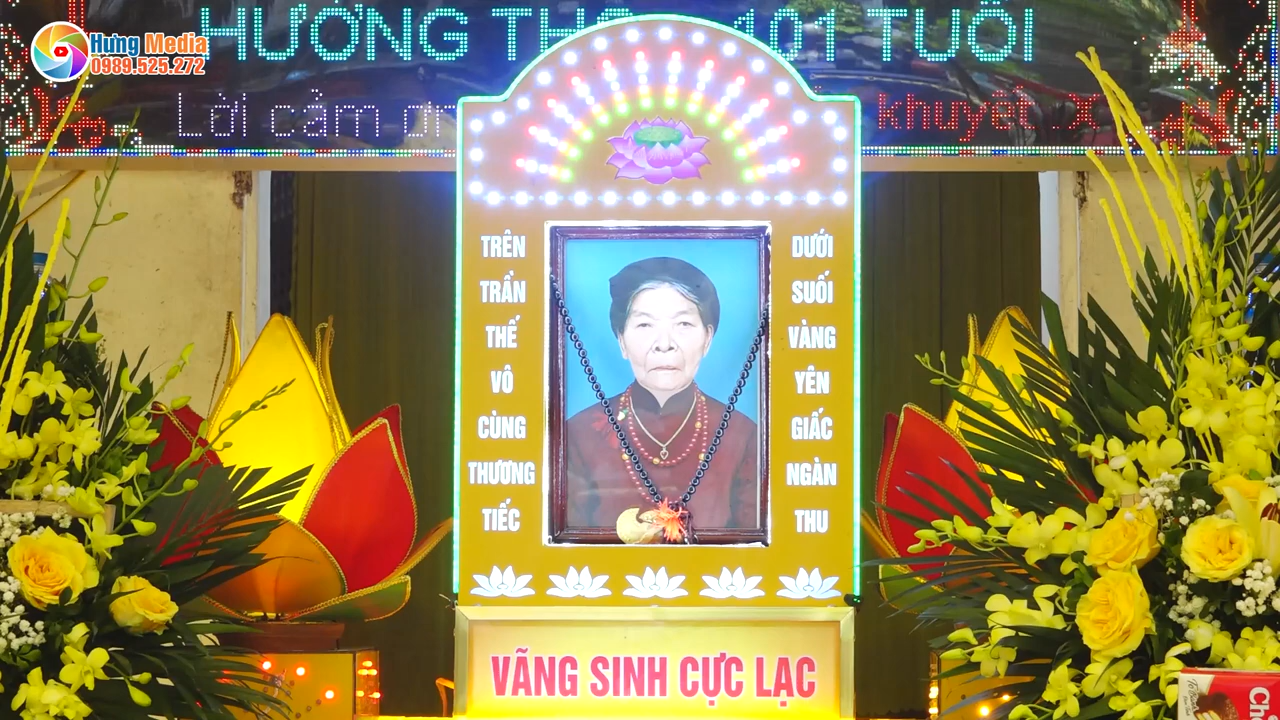 HƯỞNG THỌ 101 TUỔI
Hưng Media
0989.525.272
Lời cảm ơn
khuyết .X
TRÊN
TRẦN
THẾ
VÔ
CÙNG
THƯƠNG
TIẾC
DƯỚI
SUỐI
VÀNG
YÊN
GIẤC
NGÀN
THU
VÃNG SINH CỰC LẠC